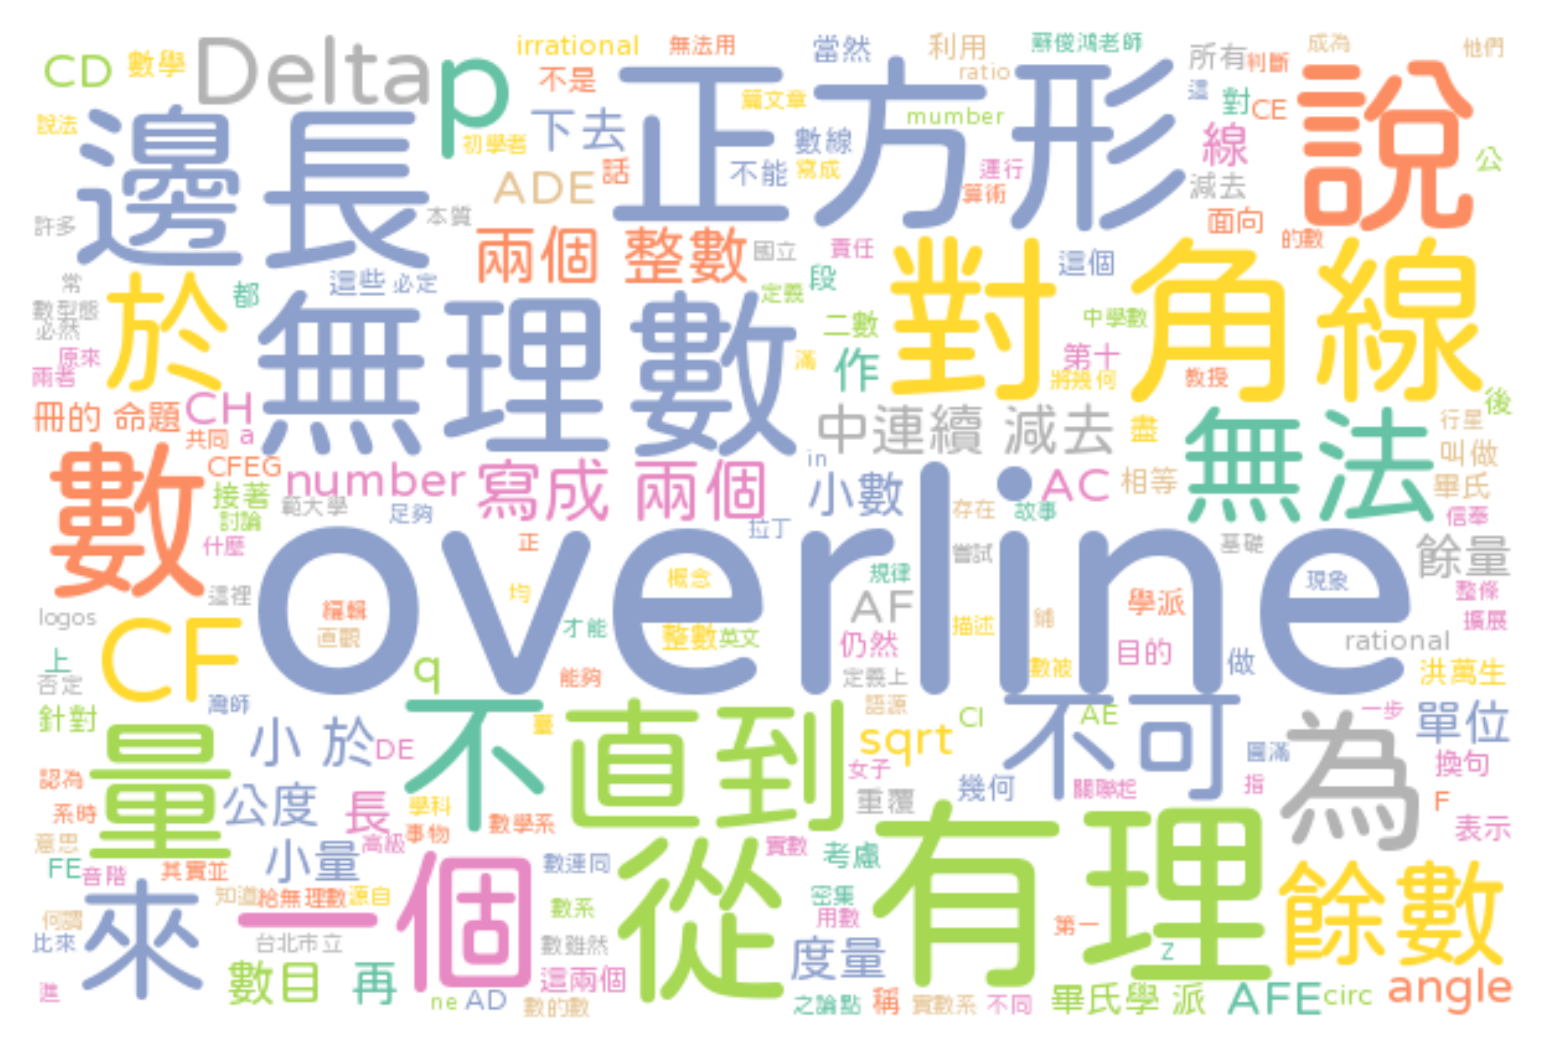 CD 數學 Delta p irrational 無法用 當然 利用 蘇俊鴻老師 所有 判斷 成為 他們
不是 ratio 正方形 說
說法 邊長 初學者 下去 篇文章 數線 mumber 這 對 CE 線 公
ADE 話 不能 寫成 運行 算術 減去
許多 本質 兩個 整數 國立 責任 面向 的數
常 這些 必定 都 定義 段 這個 對角線
數型態 必然 於 無理數 二數 中學數
原來 兩者 滿 作 第十 將幾何 教授
冊的 命題 CH 共同 a 中連續 減去 盡 無法 後 行星
數 CFEG number 寫成 兩個 in 小數 AC 相等 叫做 畢氏
接著 討論 範大學 足夠 拉丁 存在 故事 信奉
什麼 正 overline 嘗試 基礎 餘量
這裡 編輯 均 概念 規律 現象 整條
logos CF 直觀 才能 整數 英文 AF 描述 鋪 學派 擴展
上 q 能夠 仍然 數被 目的 做 rational
否定 灣師 定義上 洪萬生
針對 小 於 DE 不 臺 直到 語源 CI 不可 AE 一步 單位
量 sqrt 女子 圓滿 為 換句
認為 公度 長 學科 重覆 幾何 關聯起 指 F
系時 事物 數學系 表示
意思 小量 高級 數連同 實數 考慮 有理
FE 音階 其實並 知道 給無理數 源自 密集 餘數
何謂 來 一個 數系 從 用數 第一
比來 台北市立 數雖然 度量 z
進 數目 再 ne AD 這兩個 數的數 之論點 稱 實數系 不同 畢氏學 派 AFE circ angle